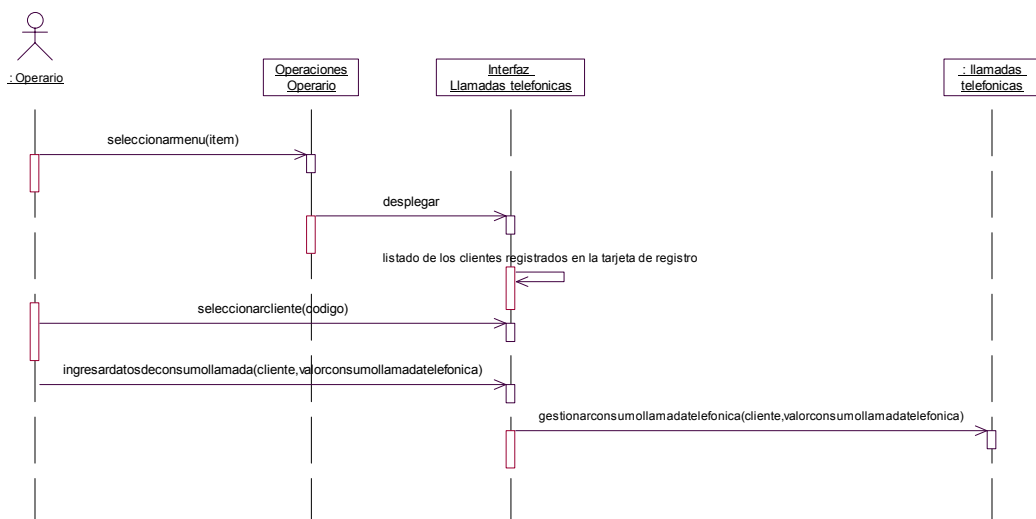 : Operario
Operaciones
Operario
Interfaz
Llamadas telefonicas
: llamadas
telefonicas
seleccionarmenu(item)
desplegar
listado de los clientes registrados en la tarjeta de registro
seleccionarcliente(codigo)
ingresardatosdeconsumollamada(cliente,valorconsumollamadatelefonica)
gestionarconsumollamadatelefonica(cliente,valorconsumollamadatelefonica)